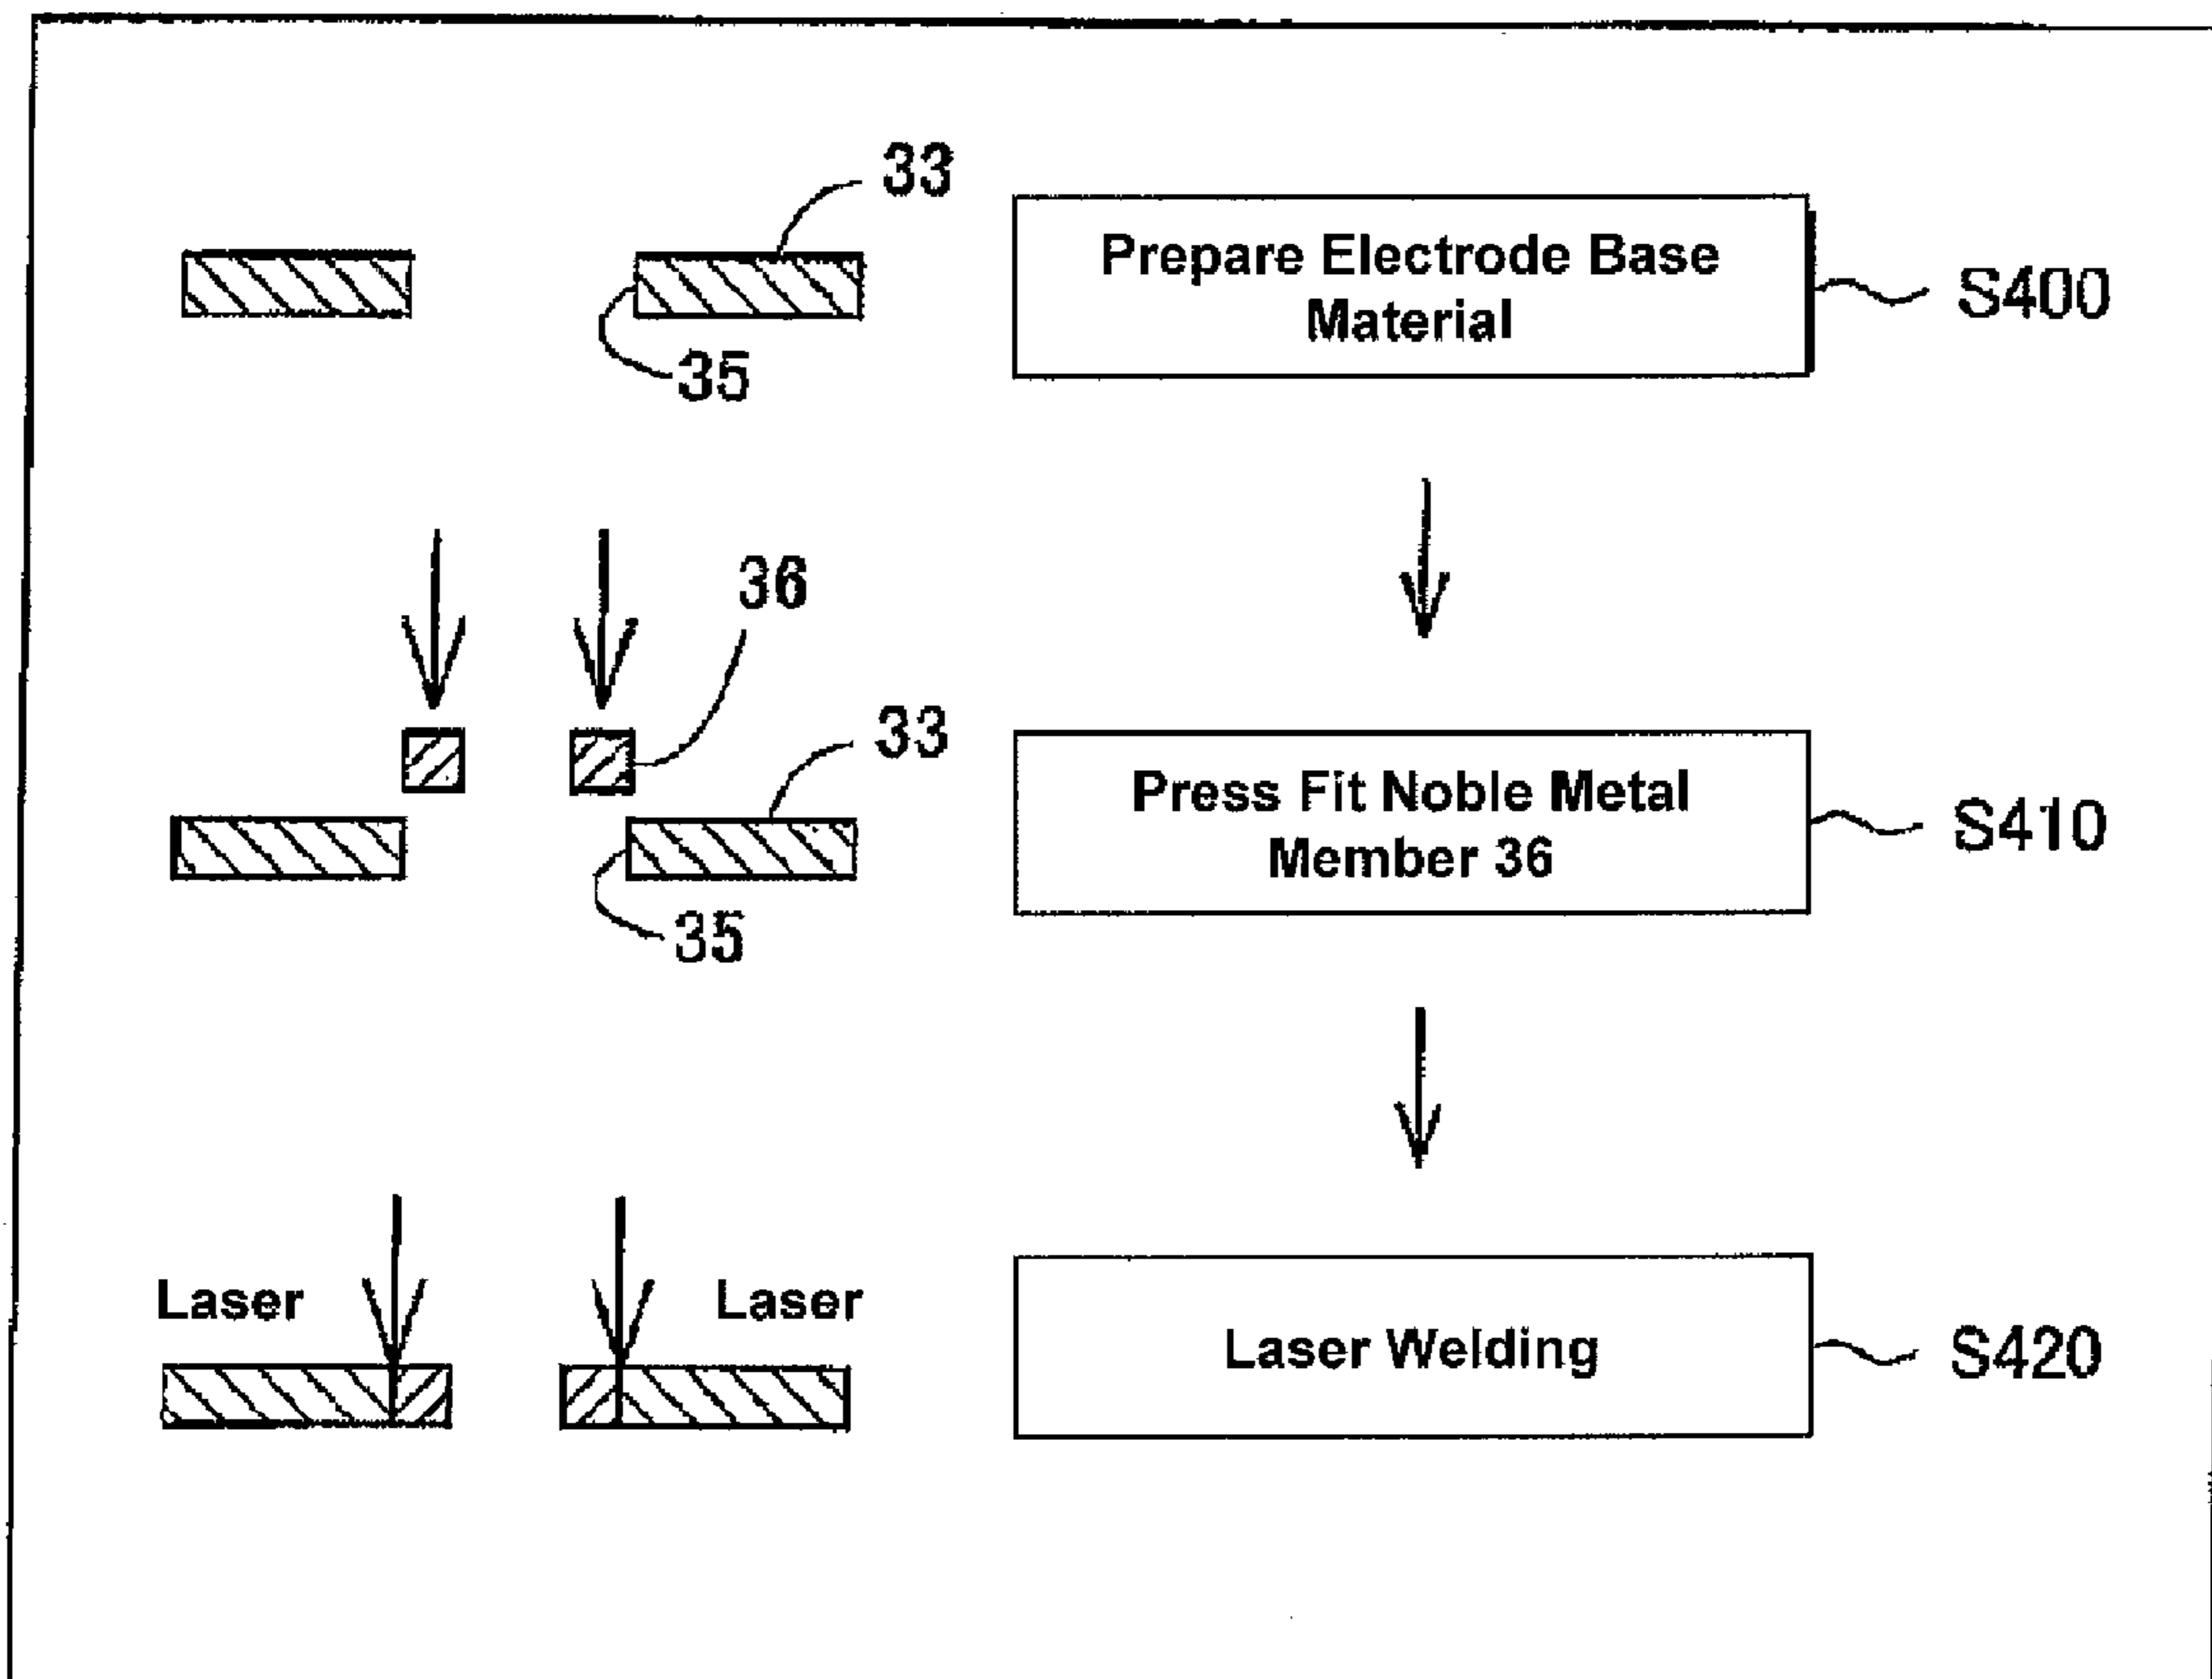 33
Prepare Electrode Base
Material
S400
35
36
33
Press Fit Noble Metal
Member 36
S410
35
Laser
Laser
Laser Welding
S420